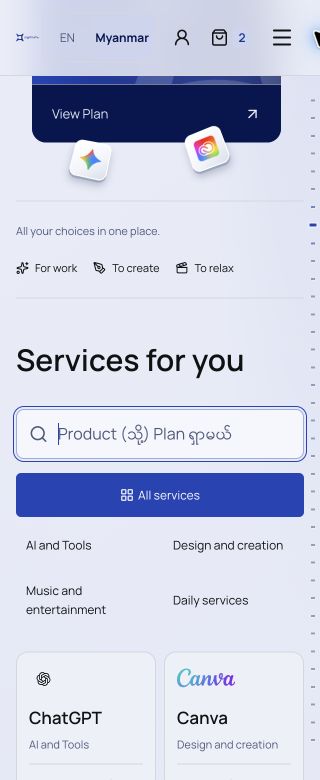 EN
Myanmar
2
View Plan
All your choices in one place.
For work
To create
To relax
Services for you
Product (သို့) Plan ရှာမယ်
All services
AI and Tools
Design and creation
Music and
entertainment
Daily services
ChatGPT
AI and Tools
Canva
Canva
Design and creation